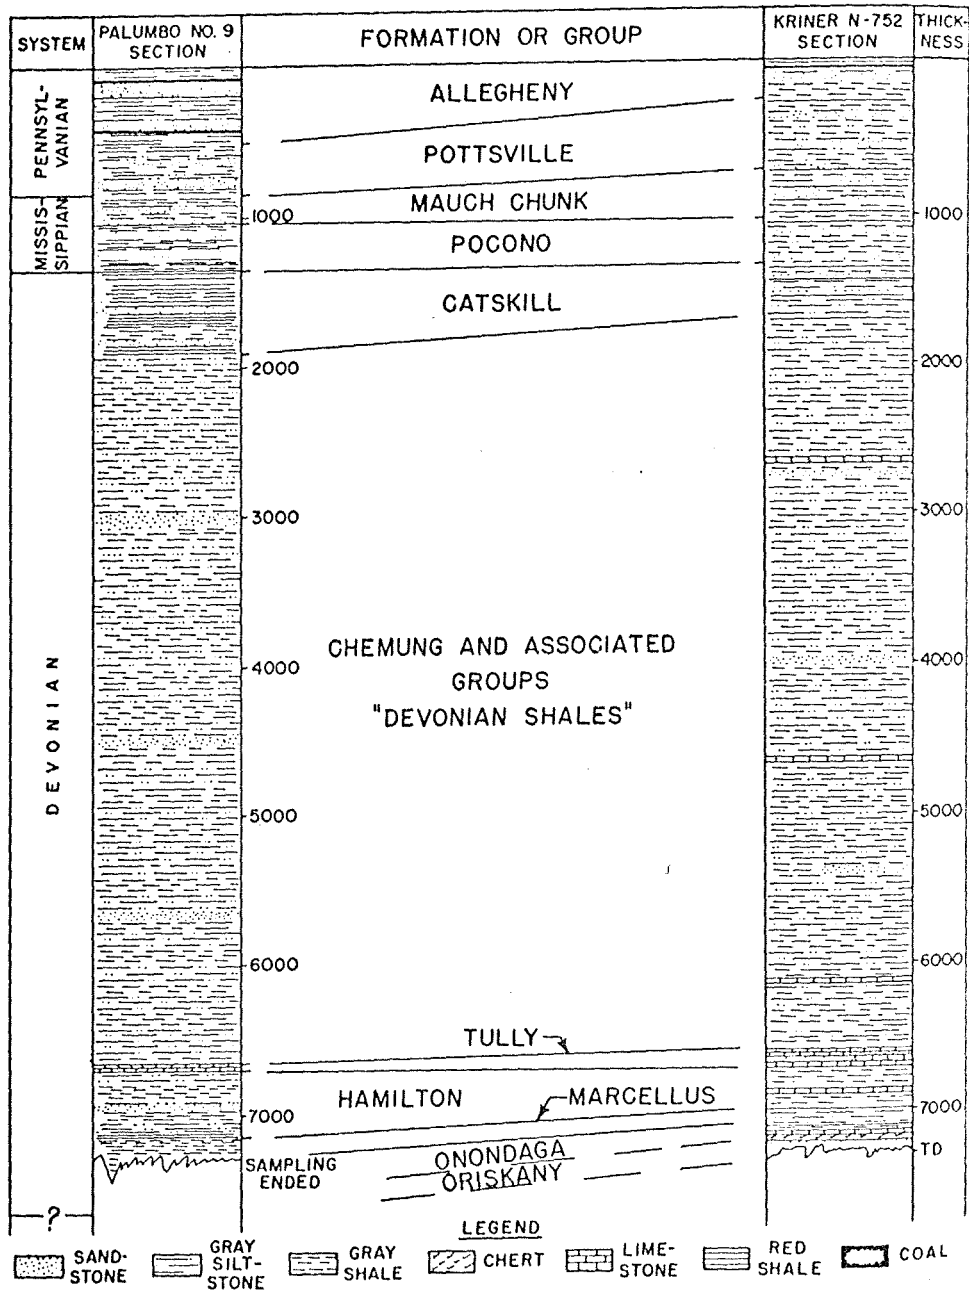 SYSTEM
PALUMBO NO. 9
SECTION
FORMATION OR GROUP
KRINER N-752
SECTION
THICK-
NESS
PENNSYL-
VANIAN
MISSIS-
SIPPIAN
DEVONIAN
ALLEGHENY
POTTSVILLE
MAUCH CHUNK
POCONO
CATSKILL
CHEMUNG AND ASSOCIATED
GROUPS
"DEVONIAN SHALES"
TULLY
HAMILTON
MARCELLUS
ONONDAGA
ORISKANY
1000
2000
3000
4000
5000
6000
7000
SAMPLING
ENDED
1000
2000
3000
4000
5000
6000
7000
TD
?
LEGEND
SAND-
STONE
GRAY
SILT-
STONE
GRAY
SHALE
CHERT
LIME-
STONE
RED
SHALE
COAL